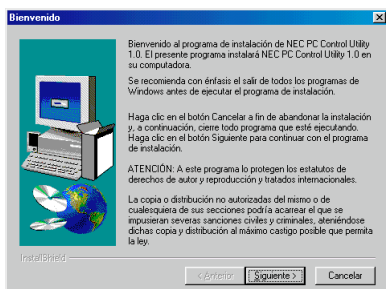 Bienvenido
Bienvenido al programa de instalación de NEC PC Control Utility
1.0. El presente programa instalará NEC PC Control Utility 1.0 en
su computadora.
Se recomienda con énfasis el salir de todos los programas de
Windows antes de ejecutar el programa de instalación.
Haga clic en el botón Cancelar a fin de abandonar la instalación
y, a continuación, cierre todo programa que esté ejecutando.
Haga clic en el botón Siguiente para continuar con el programa
de instalación.
ATENCIÓN: A este programa lo protegen los estatutos de
derechos de autor y reproducción y tratados internacionales.
La copia o distribución no autorizadas del mismo o de
cualesquiera de sus secciones podría acarrear el que se
impusieran severas sanciones civiles y criminales, ateniéndose
dichas copia y distribución al máximo castigo posible que permita
la ley.
InstallShield
< Anterior
Siguiente >
Cancelar